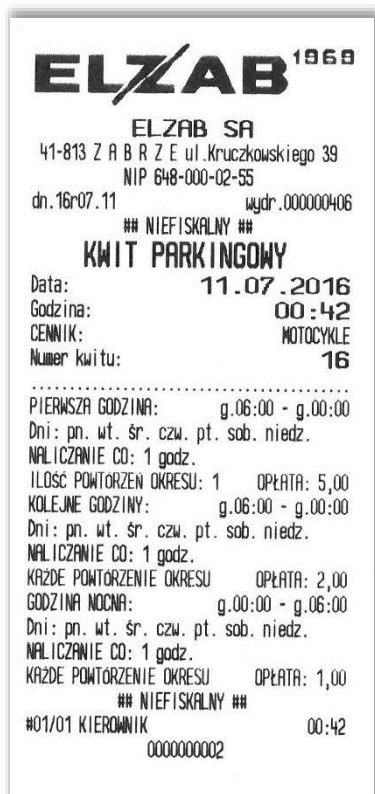 ELZAB 1969
ELZAB SA
41-813 Z A B R Z E ul.Kruczkowskiego 39
NIP 648-000-02-55
dn.16r07.11 wydr.000000406
## NIEFISKALNY ##
KWIT PARKINGOWY
Data: 11.07.2016
Godzina: 00:42
CENNIK: MOTOCYKLE
Numer kwitu: 16
PIERWSZA GODZINA: g.06:00 - g.00:00
Dni: pn. wt. śr. czw. pt. sob. niedz.
NALICZANIE CO: 1 godz.
ILOŚĆ POWTÓRZEŃ OKRESU: 1 OPŁATA: 5,00
KOLEJNE GODZINY: g.06:00 - g.00:00
Dni: pn. wt. śr. czw. pt. sob. niedz.
NALICZANIE CO: 1 godz.
KAŻDE POWTÓRZENIE OKRESU OPŁATA: 2,00
GODZINA NOCNA: g.00:00 - g.06:00
Dni: pn. wt. śr. czw. pt. sob. niedz.
NALICZANIE CO: 1 godz.
KAŻDE POWTÓRZENIE OKRESU OPŁATA: 1,00
## NIEFISKALNY ##
#01/01 KIEROWNIK 00:42
0000000002